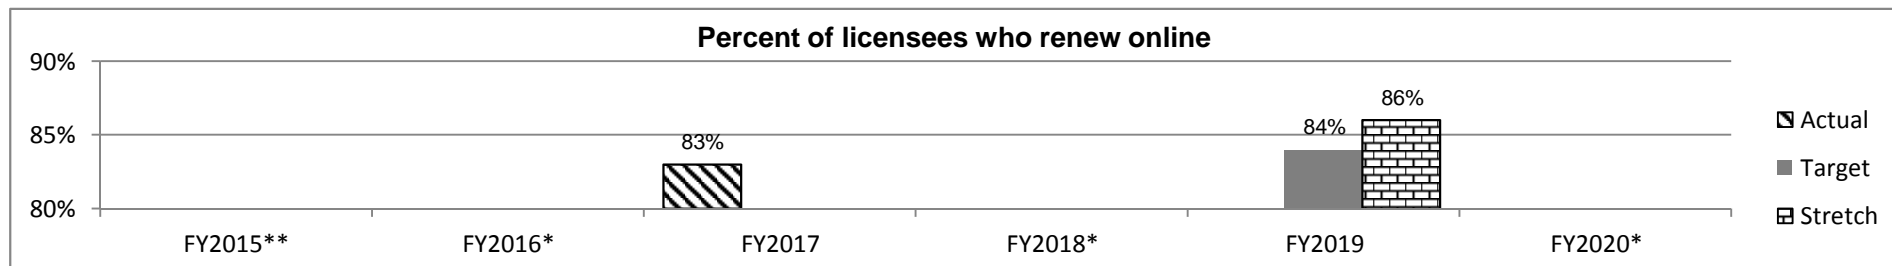 Percent of licensees who renew online
90%
85%
80%
83%
84%
86%
FY2015**
FY2016*
FY2017
FY2018*
FY2019
FY2020*
Actual
Target
Stretch